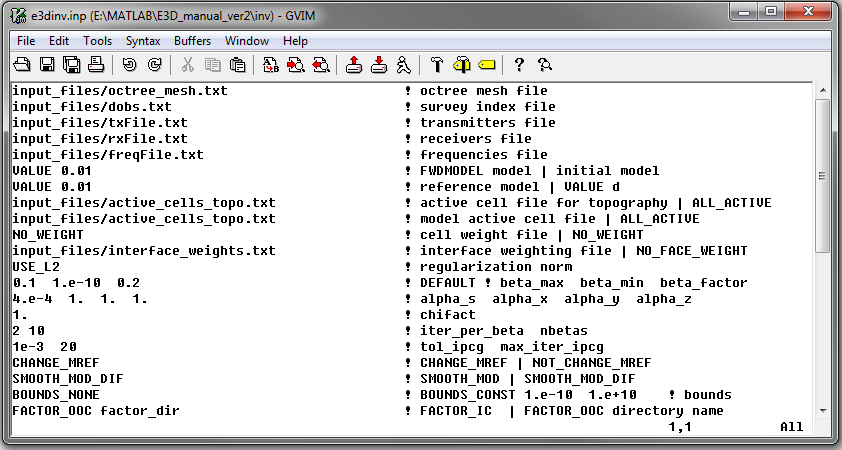 e3dinv.inp (E:\MATLAB\E3D_manual_ver2\inv) - GVIM
File Edit Tools Syntax Buffers Window Help
input_files/octree_mesh.txt ! octree mesh file
input_files/dobs.txt ! survey index file
input_files/txFile.txt ! transmitters file
input_files/rxFile.txt ! receivers file
input_files/freqFile.txt ! frequencies file
VALUE 0.01 ! FWDMODEL model | initial model
VALUE 0.01 ! reference model | VALUE d
input_files/active_cells_topo.txt ! active cell file for topography | ALL_ACTIVE
input_files/active_cells_topo.txt ! model active cell file | ALL_ACTIVE
NO_WEIGHT ! cell weight file | NO_WEIGHT
input_files/interface_weights.txt ! interface weighting file | NO_FACE_WEIGHT
USE_L2 ! regularization norm
0.1 1.e-10 0.2 ! DEFAULT ! beta_max beta_min beta_factor
4.e-4 1. 1. 1. ! alpha_s alpha_x alpha_y alpha_z
1. ! chifact
2 10 ! iter_per_beta nbetas
1e-3 20 ! tol_ipcg max_iter_ipcg
CHANGE_MREF ! CHANGE_MREF | NOT_CHANGE_MREF
SMOOTH_MOD_DIF ! SMOOTH_MOD | SMOOTH_MOD_DIF
BOUNDS_NONE ! BOUNDS_CONST 1.e-10 1.e+10 ! bounds
FACTOR_OOC factor_dir ! FACTOR_IC | FACTOR_OOC directory name
1,1 All